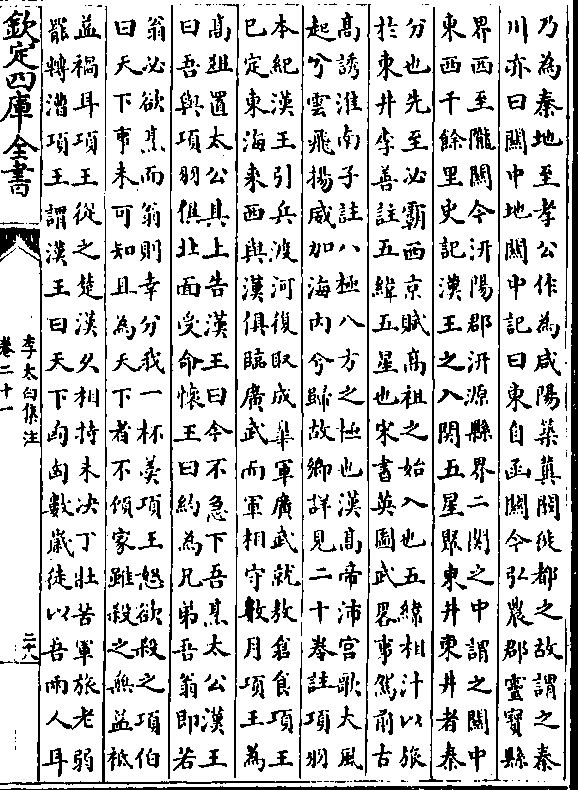 乃為秦地至孝公作為咸陽築冀闕徙都之故謂之秦
川亦曰關中地關中記曰東自函關今弘農郡靈寶縣
界西至隴關今汧陽郡汧源縣界二関之中謂之關中
東西千餘里史記漢王之入関五星聚東井東井者秦
分也先至必霸西京賦髙祖之始入也五緯相汁以旅
於東井李善註五緯五星也宋書英圖武畧事駕前古
髙誘淮南子註八極八方之極也漢髙帝沛宫歌大風
起兮雲飛揚威加海内兮歸故鄉詳見二十卷註項羽
本紀漢王引兵渡河復取成臯軍廣武就敖倉食項王
已定東海來西與漢俱臨廣武而軍相守數月項王為
髙俎置太公其上告漢王曰今不急下吾烹太公漢王
曰吾與項羽俱北面受命懐王曰約為兄弟吾翁即若
翁必欲烹而翁則幸分我一杯羮項王怒欲殺之項伯
曰天下事未可知且為天下者不傾家雖殺之無益祇
益禍耳項王從之楚漢久相持未决丁壯苦軍旅老弱
罷轉漕項王謂漢王曰天下匈匈數歲徒以吾兩人耳
欽定四庫全書
李太白集注
卷二十一
二十八